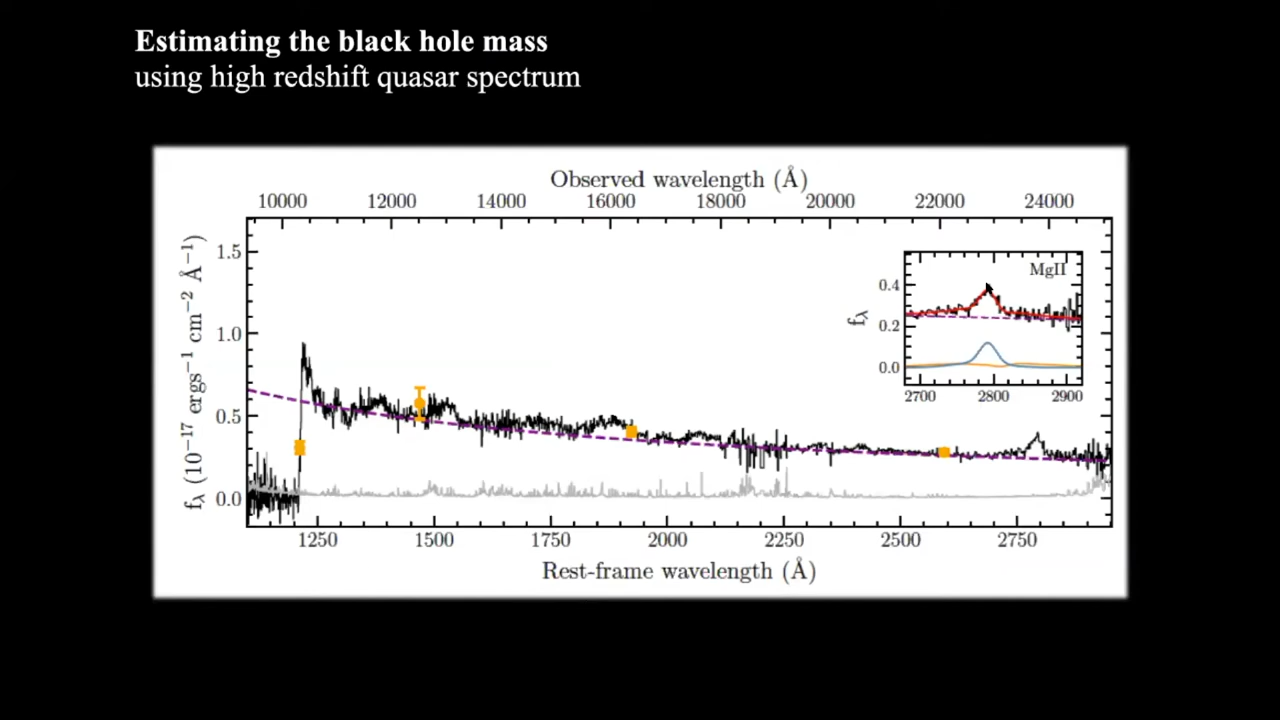 Estimating the black hole mass
using high redshift quasar spectrum
Observed wavelength (Å)
10000 12000 14000 16000 18000 20000 22000 24000
f_λ (10⁻¹⁷ ergs⁻¹ cm⁻² Å⁻¹)
1.5
1.0
0.5
0.0
MgII
f_λ
0.4
0.2
0.0
2700 2800 2900
1250 1500 1750 2000 2250 2500 2750
Rest-frame wavelength (Å)